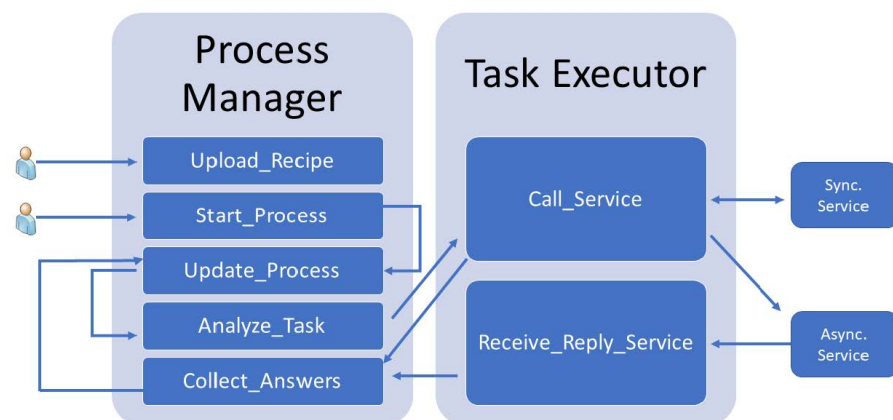 Process
Manager
Upload_Recipe
Start_Process
Update_Process
Analyze_Task
Collect_Answers
Task Executor
Call_Service
Receive_Reply_Service
Sync.
Service
Async.
Service